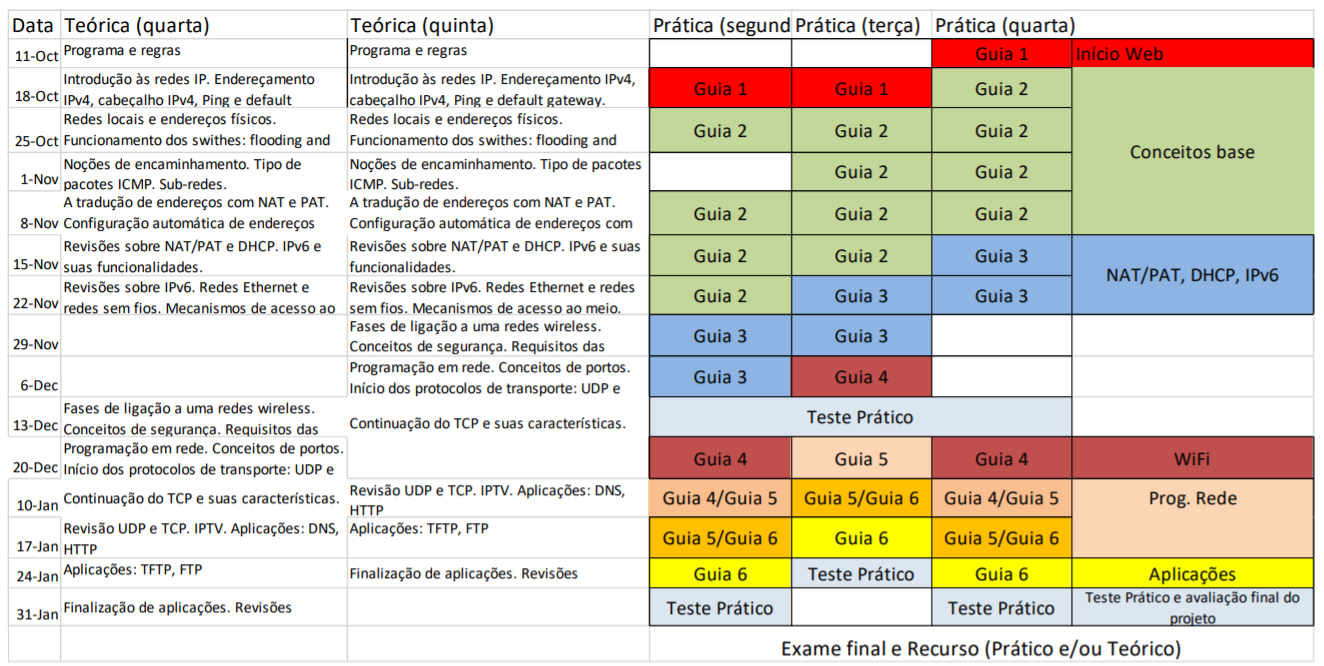 Data Teórica (quarta) Teórica (quinta) Prática (segund Prática (terça) Prática (quarta)
11-Oct Programa e regras Programa e regras Guia 1 Início Web
Introdução às redes IP. Endereçamento Introdução às redes IP. Endereçamento IPv4,
18-Oct IPv4, cabeçalho IPv4, Ping e default cabeçalho IPv4, Ping e default gateway. Guia 1 Guia 1 Guia 2
Redes locais e endereços físicos. Redes locais e endereços físicos.
25-Oct Funcionamento dos swithes: flooding and Funcionamento dos swithes: flooding and Guia 2 Guia 2 Guia 2
Conceitos base
Noções de encaminhamento. Tipo de Noções de encaminhamento. Tipo de pacotes
1-Nov pacotes ICMP. Sub-redes. ICMP. Sub-redes. Guia 2 Guia 2
A tradução de endereços com NAT e PAT. A tradução de endereços com NAT e PAT.
8-Nov Configuração automática de endereços Configuração automática de endereços com Guia 2 Guia 2 Guia 2
Revisões sobre NAT/PAT e DHCP. IPv6 e Revisões sobre NAT/PAT e DHCP. IPv6 e suas
15-Nov suas funcionalidades. funcionalidades. Guia 2 Guia 2 Guia 3
NAT/PAT, DHCP, IPv6
Revisões sobre IPv6. Redes Ethernet e Revisões sobre IPv6. Redes Ethernet e redes
22-Nov redes sem fios. Mecanismos de acesso ao sem fios. Mecanismos de acesso ao meio. Guia 2 Guia 3 Guia 3
Fases de ligação a uma redes wireless.
29-Nov Conceitos de segurança. Requisitos das Guia 3 Guia 3
Programação em rede. Conceitos de portos.
6-Dec Início dos protocolos de transporte: UDP e Guia 3 Guia 4
Fases de ligação a uma redes wireless.
13-Dec Conceitos de segurança. Requisitos das Continuação do TCP e suas características. Teste Prático
Programação em rede. Conceitos de portos.
20-Dec Início dos protocolos de transporte: UDP e Guia 4 Guia 5 Guia 4 WiFi
10-Jan Continuação do TCP e suas características. Revisão UDP e TCP. IPTV. Aplicações: DNS, Guia 4/Guia 5 Guia 5/Guia 6 Guia 4/Guia 5 Prog. Rede
HTTP
Revisão UDP e TCP. IPTV. Aplicações: DNS, Aplicações: TFTP, FTP
17-Jan HTTP Guia 5/Guia 6 Guia 6 Guia 5/Guia 6
24-Jan Aplicações: TFTP, FTP Finalização de aplicações. Revisões Guia 6 Teste Prático Guia 6 Aplicações
31-Jan Finalização de aplicações. Revisões Teste Prático Teste Prático Teste Prático e avaliação final do
projeto
Exame final e Recurso (Prático e/ou Teórico)